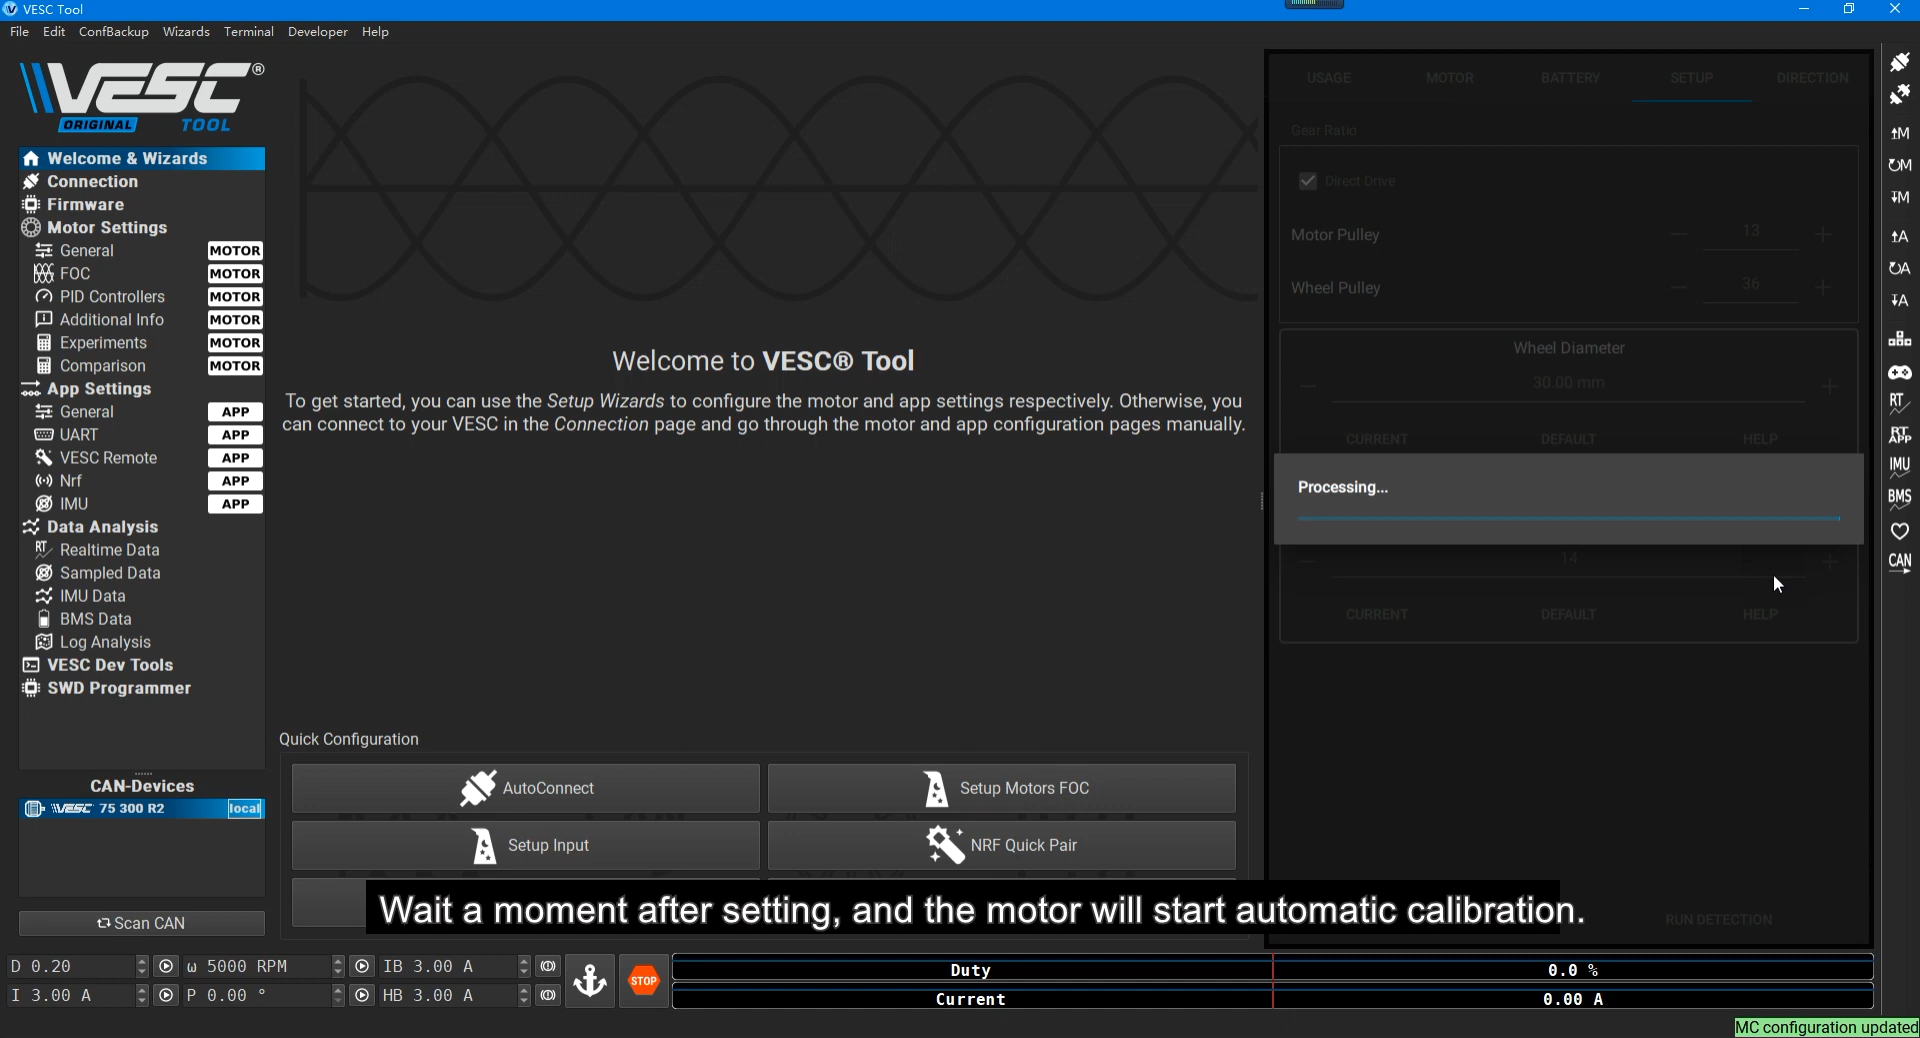 VESC Tool
File Edit ConfBackup Wizards Terminal Developer Help
VESC®
ORIGINAL TOOL
Welcome & Wizards
Connection
Firmware
Motor Settings
General MOTOR
FOC MOTOR
PID Controllers MOTOR
Additional Info MOTOR
Experiments MOTOR
Comparison MOTOR
App Settings
General APP
UART APP
VESC Remote APP
Nrf APP
IMU APP
Data Analysis
RT Realtime Data
Sampled Data
IMU Data
BMS Data
Log Analysis
VESC Dev Tools
SWD Programmer
CAN-Devices
VESC 75 300 R2 local
Scan CAN
Welcome to VESC® Tool
To get started, you can use the Setup Wizards to configure the motor and app settings respectively. Otherwise, you
can connect to your VESC in the Connection page and go through the motor and app configuration pages manually.
Quick Configuration
AutoConnect
Setup Motors FOC
Setup Input
NRF Quick Pair
USAGE MOTOR BATTERY SETUP DIRECTION
Gear Ratio
Direct Drive
Motor Pulley 13
Wheel Pulley 36
Wheel Diameter
30.00 mm
CURRENT DEFAULT HELP
Processing...
14
CURRENT DEFAULT HELP
RUN DETECTION
M
M
M
A
A
A
RT
RT
APP
IMU
BMS
CAN
Wait a moment after setting, and the motor will start automatic calibration.
D 0.20 ω 5000 RPM IB 3.00 A
I 3.00 A P 0.00 ° HB 3.00 A
STOP
Duty 0.0 %
Current 0.00 A
MC configuration updated